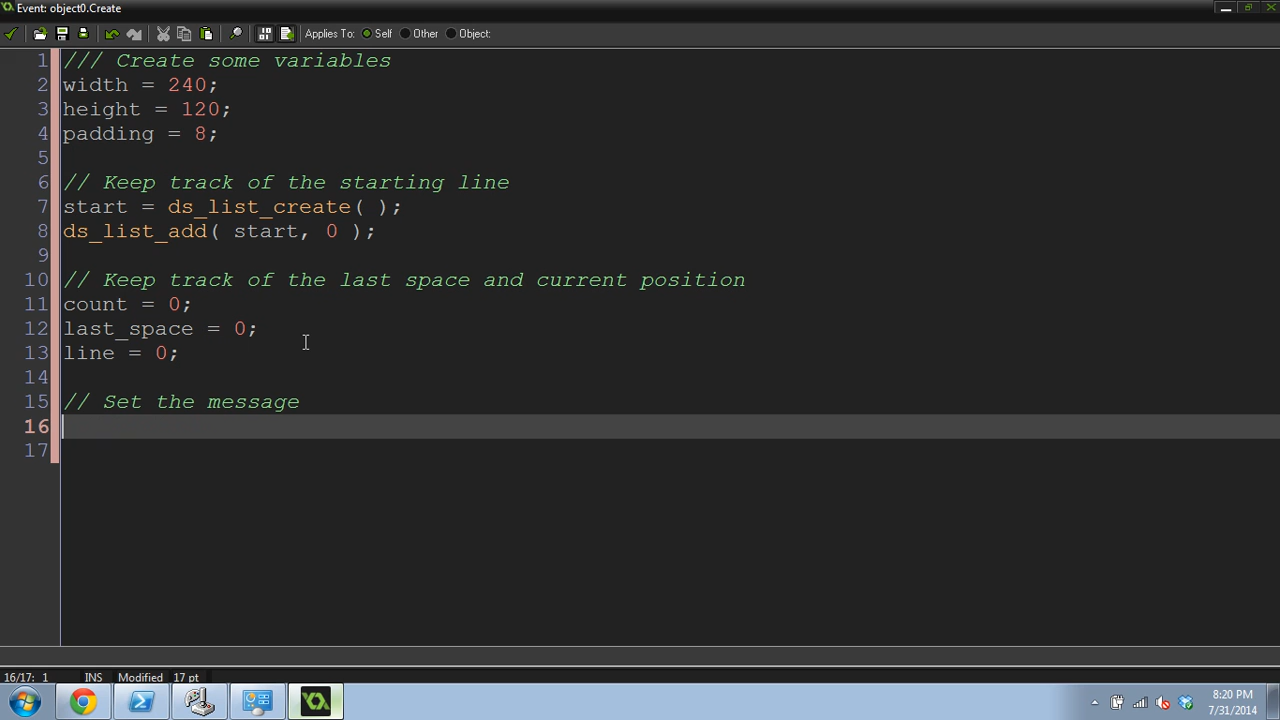 Event: object0.Create
Applies To: Self Other Object:
1 /// Create some variables
2 width = 240;
3 height = 120;
4 padding = 8;
5
6 // Keep track of the starting line
7 start = ds_list_create( );
8 ds_list_add( start, 0 );
9
10 // Keep track of the last space and current position
11 count = 0;
12 last_space = 0;
13 line = 0;
14
15 // Set the message
16
17
16/17: 1 INS Modified 17 pt
8:20 PM
7/31/2014